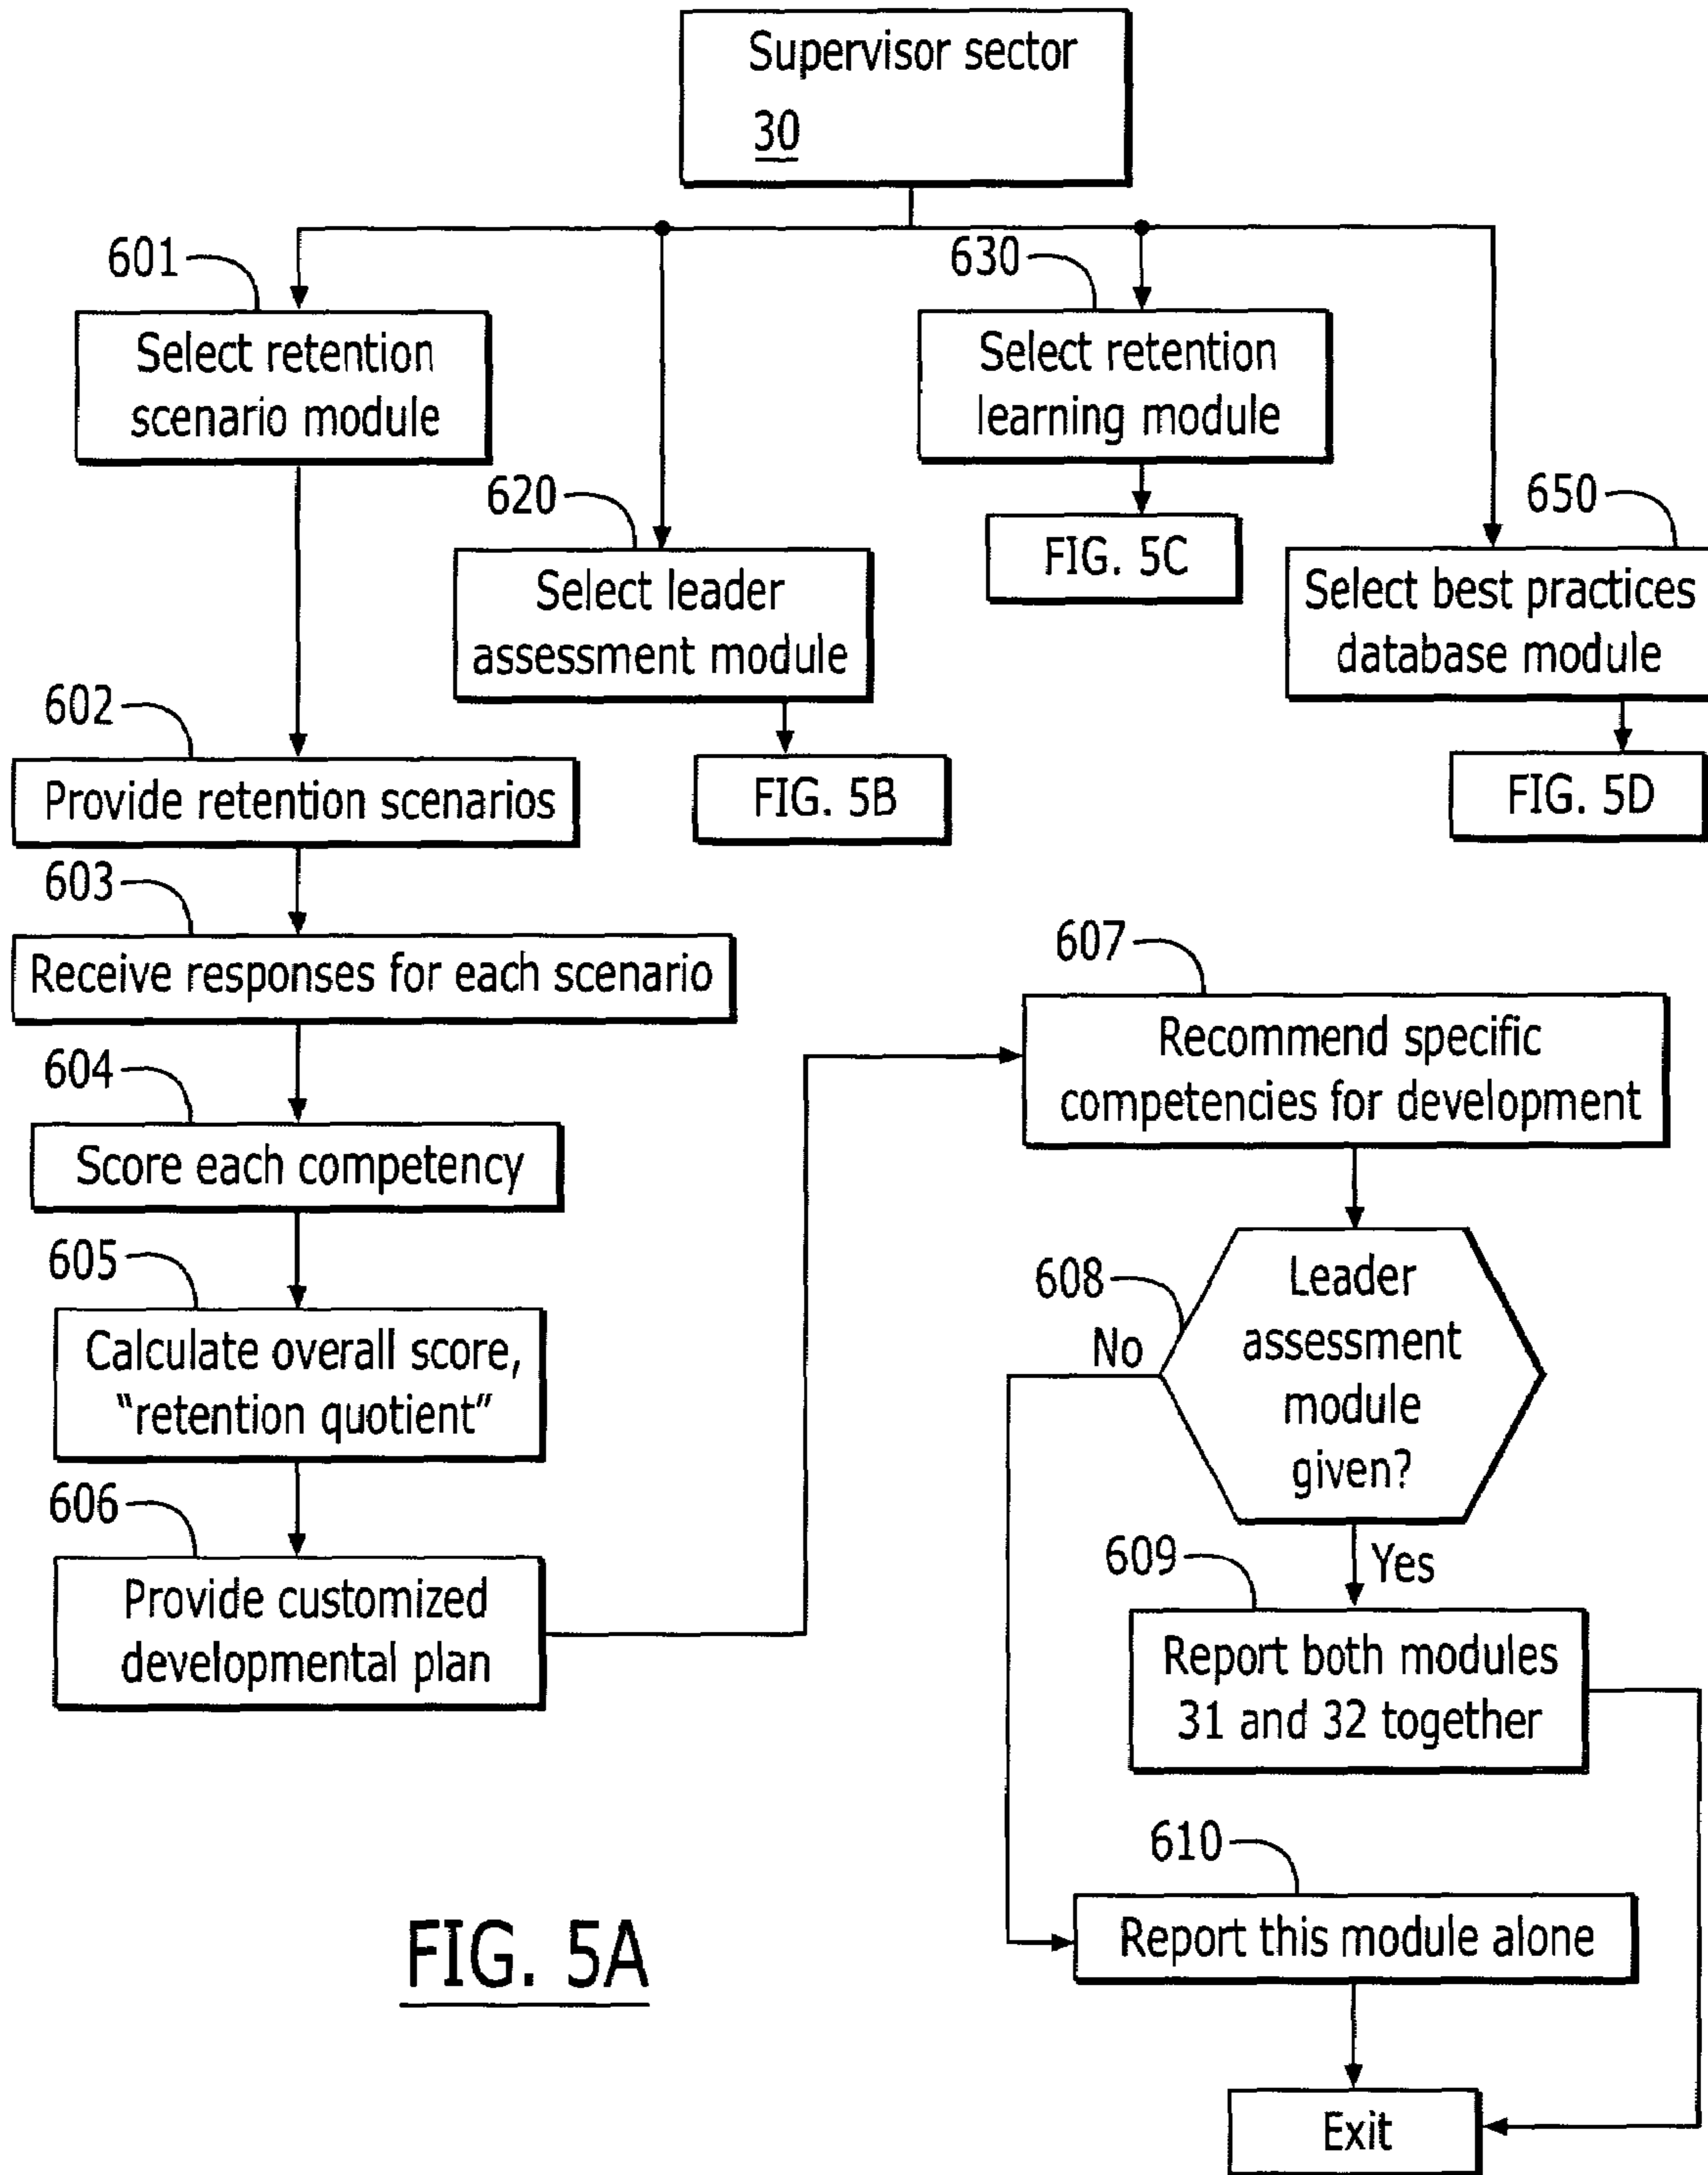 Supervisor sector
30
601
Select retention
scenario module
630
Select retention
learning module
620
Select leader
assessment module
FIG. 5C
650
Select best practices
database module
602
Provide retention scenarios
FIG. 5B
FIG. 5D
603
Receive responses for each scenario
604
Score each competency
605
Calculate overall score,
“retention quotient”
606
Provide customized
developmental plan
607
Recommend specific
competencies for development
608
Leader
assessment
module
given?
No
Yes
609
Report both modules
31 and 32 together
610
Report this module alone
Exit
FIG. 5A